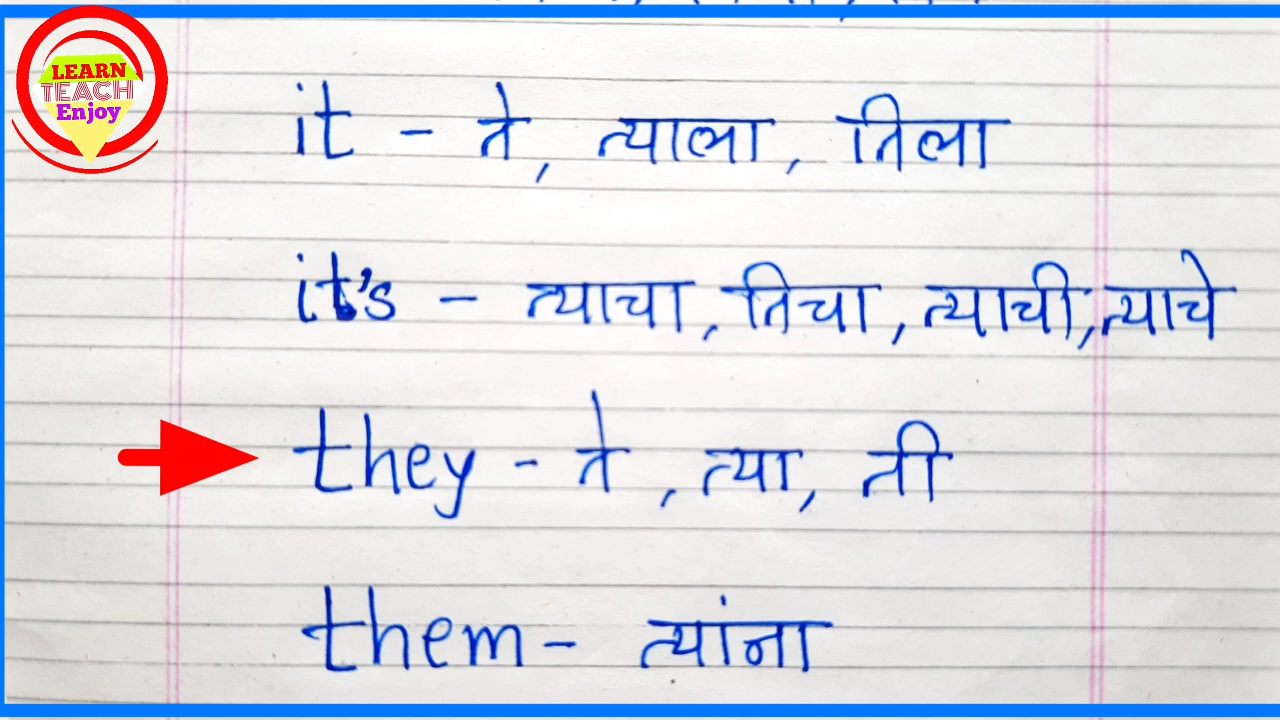 LEARN
TEACH
Enjoy
it - ते, त्याला, तिला
it's - त्याचा, तिचा, त्याची, त्याचे
they - ते, त्या, ती
them - त्यांना